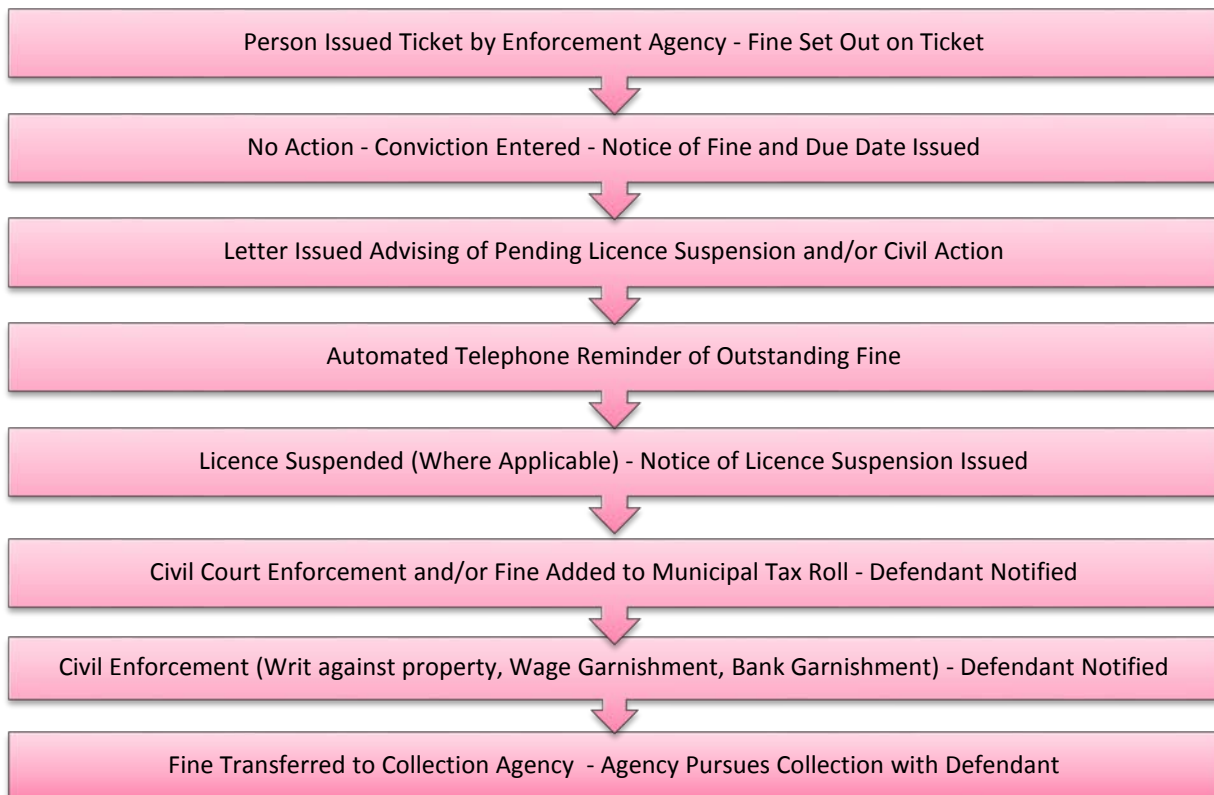 Person Issued Ticket by Enforcement Agency - Fine Set Out on Ticket
No Action - Conviction Entered - Notice of Fine and Due Date Issued
Letter Issued Advising of Pending Licence Suspension and/or Civil Action
Automated Telephone Reminder of Outstanding Fine
Licence Suspended (Where Applicable) - Notice of Licence Suspension Issued
Civil Court Enforcement and/or Fine Added to Municipal Tax Roll - Defendant Notified
Civil Enforcement (Writ against property, Wage Garnishment, Bank Garnishment) - Defendant Notified
Fine Transferred to Collection Agency  - Agency Pursues Collection with Defendant